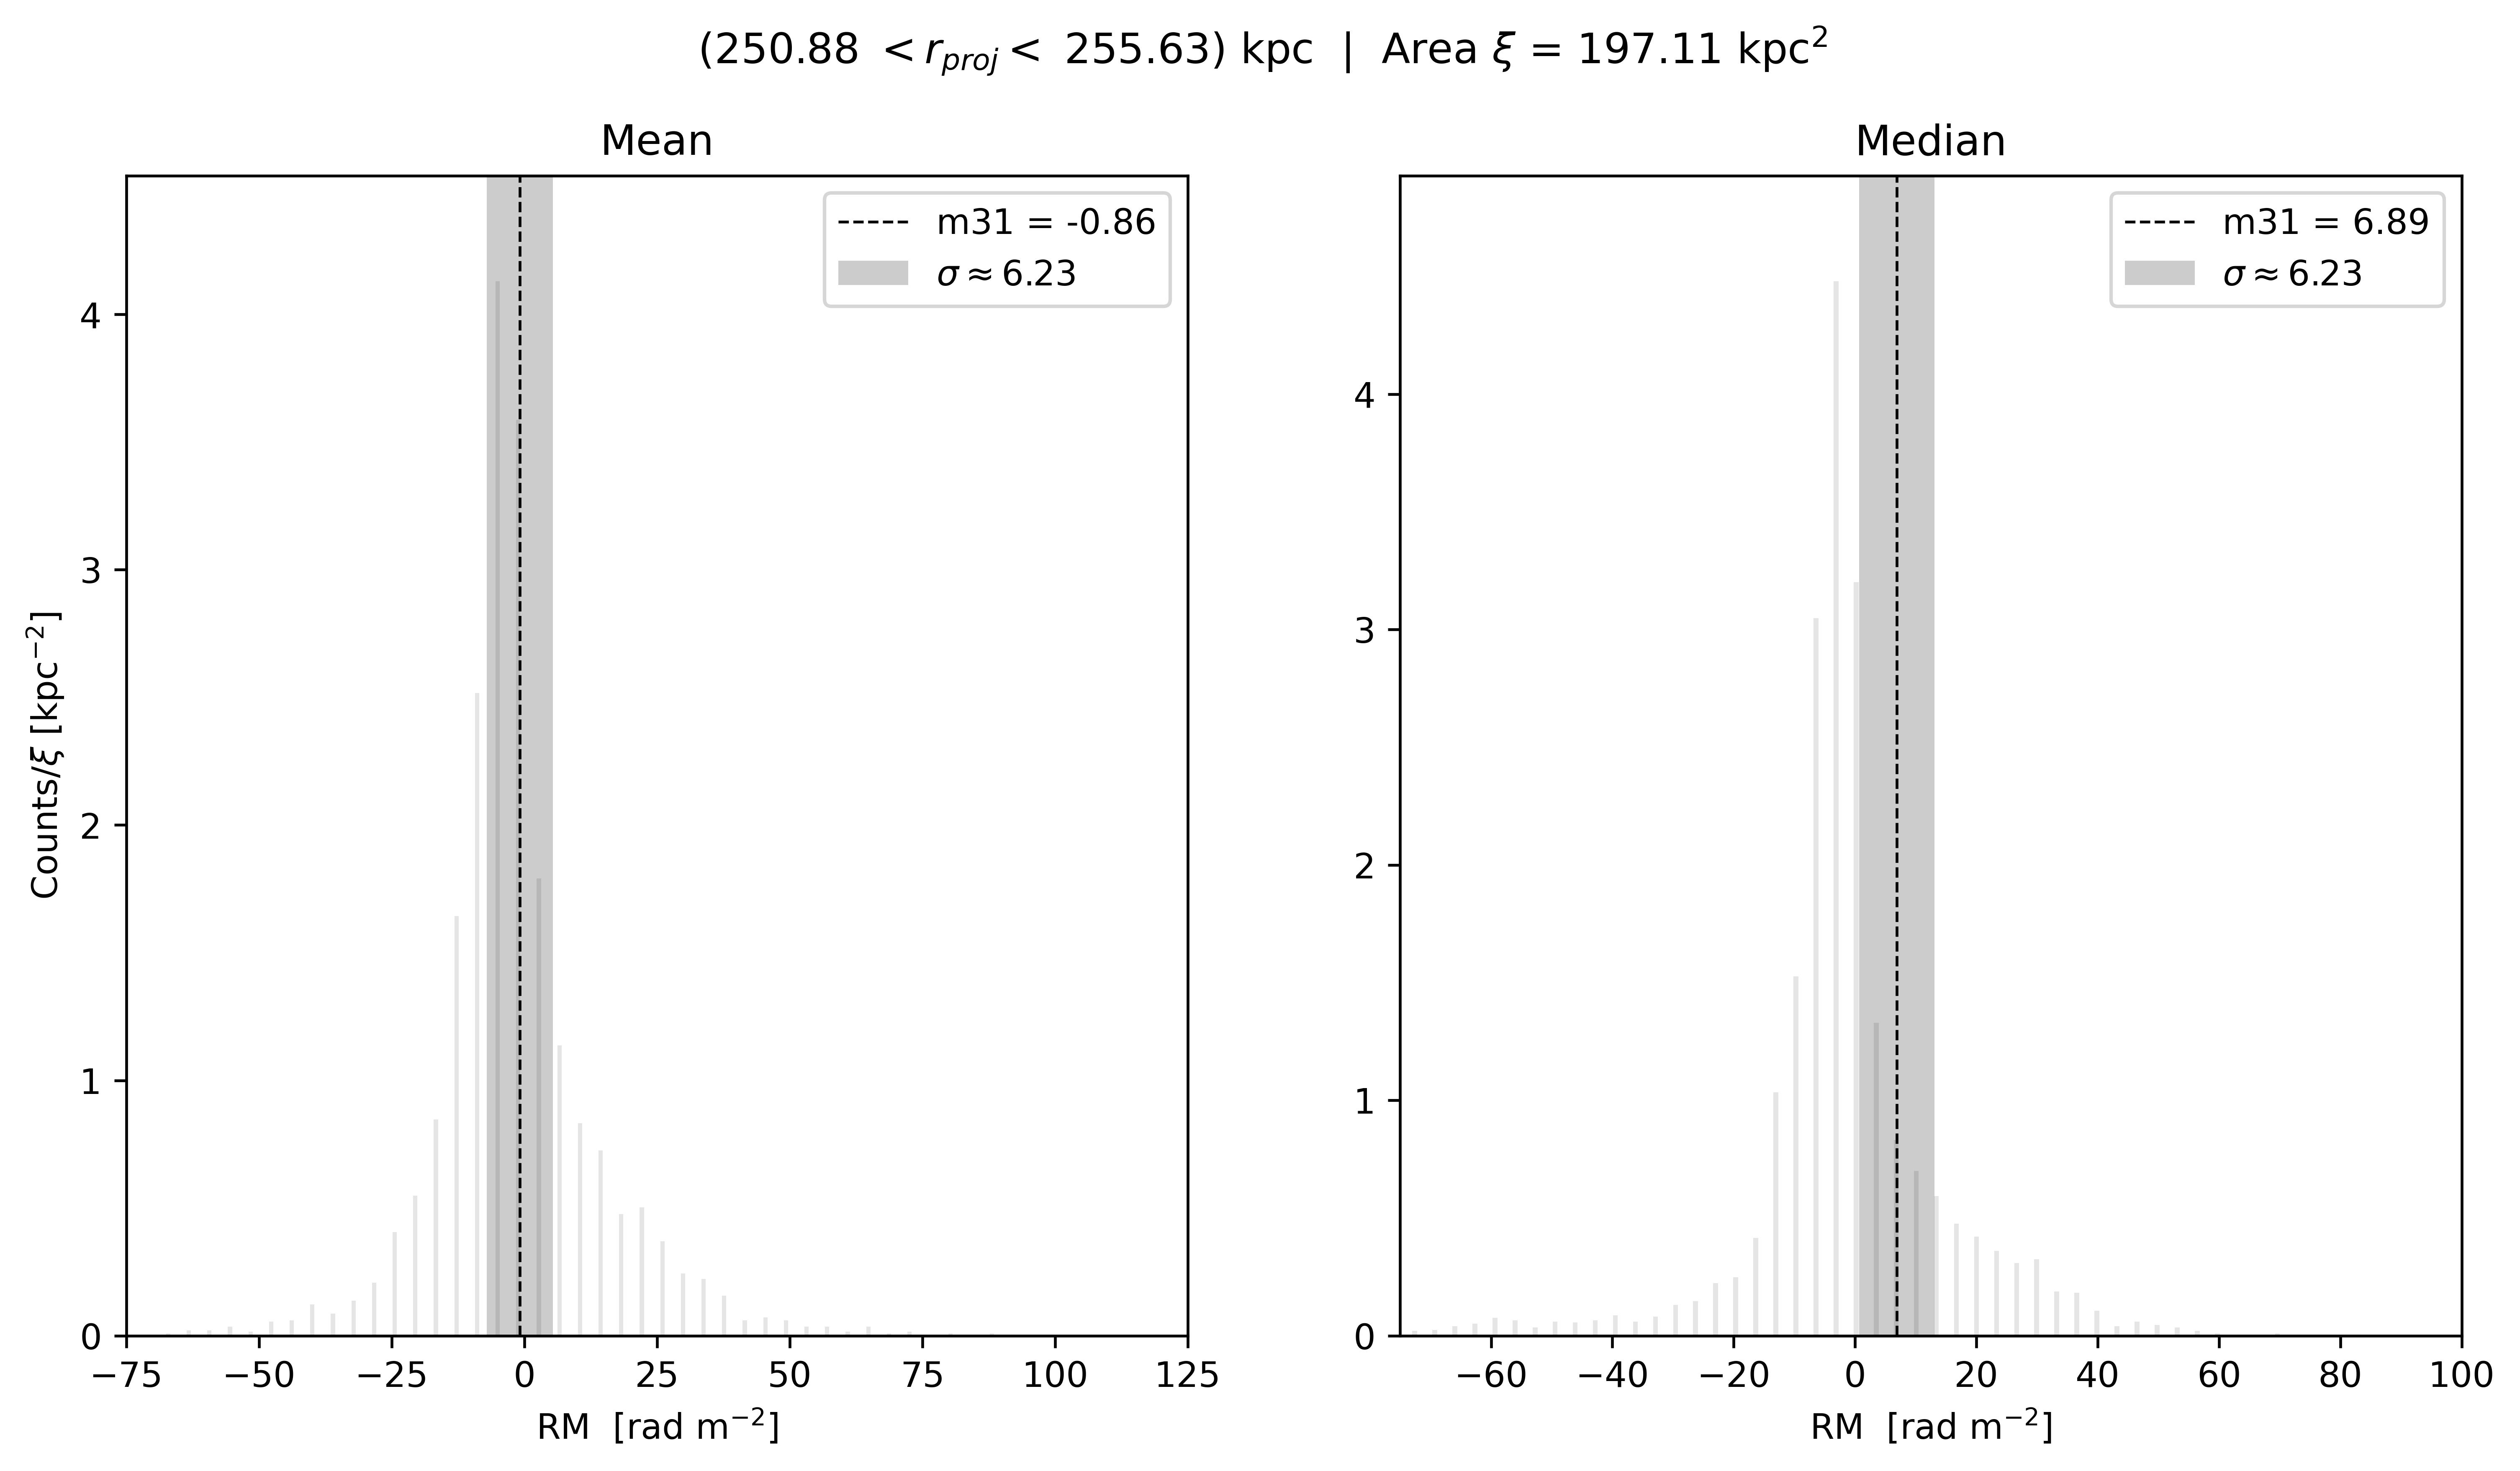 (250.88 < r_proj < 255.63) kpc | Area ξ = 197.11 kpc²
Mean
m31 = -0.86
σ ≈ 6.23
Counts/ξ [kpc⁻²]
4
3
2
1
0
−75 −50 −25 0 25 50 75 100 125
RM [rad m⁻²]
Median
m31 = 6.89
σ ≈ 6.23
4
3
2
1
0
−60 −40 −20 0 20 40 60 80 100
RM [rad m⁻²]